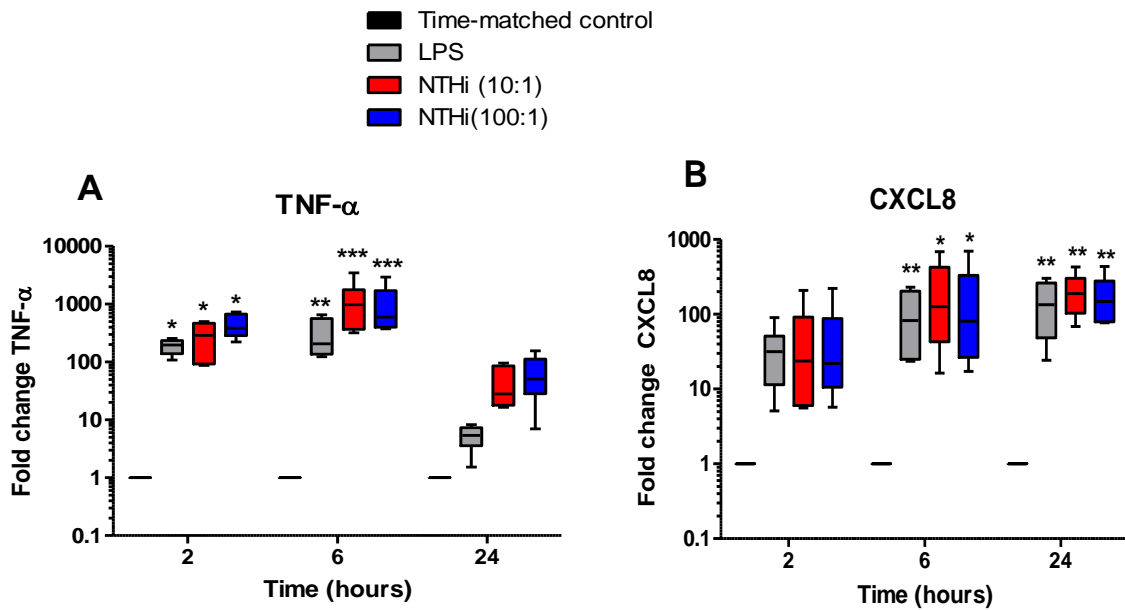 Time-matched control
LPS
NTHi (10:1)
NTHi(100:1)
A
TNF-α
Fold change TNF-α
10000
1000
100
10
1
0.1
* * *
** *** ***
2 6 24
Time (hours)
B
CXCL8
Fold change CXCL8
1000
100
10
1
0.1
** * *
** ** **
2 6 24
Time (hours)